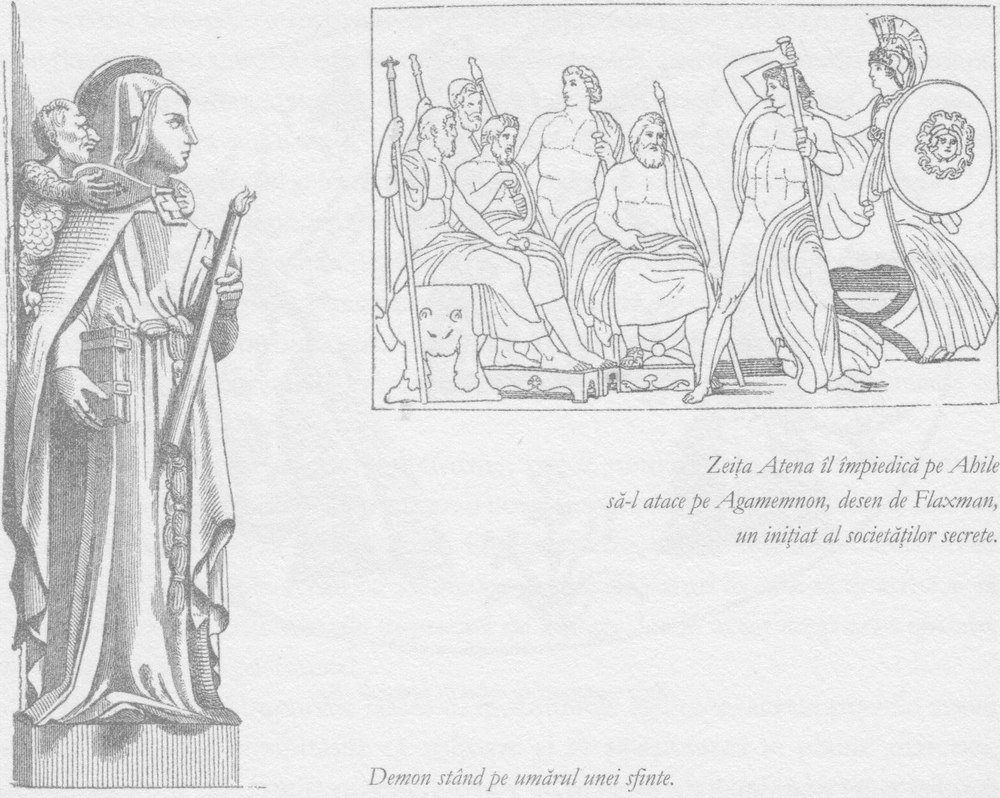 Zeița Atena îl împiedică pe Ahile
să-l atace pe Agamemnon, desen de Flaxman,
un inițiat al societăților secrete.
Demon stând pe umărul unei sfinte.